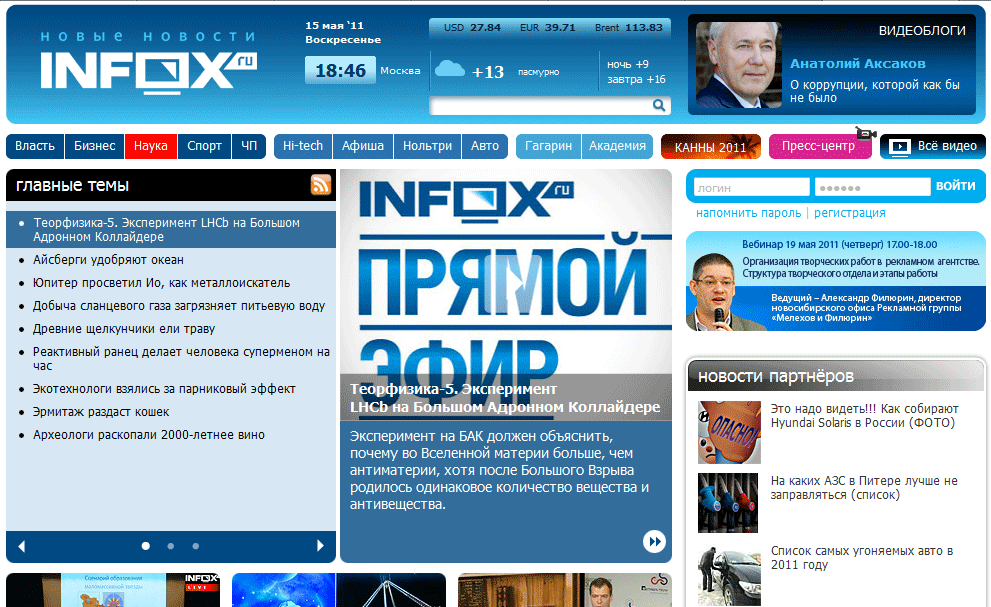 новые новости
INFOX.ru
15 мая '11
Воскресенье
18:46 Москва
USD 27.84 EUR 39.71 Brent 113.83
+13 пасмурно
ночь +9
завтра +16
ВИДЕОБЛОГИ
Анатолий Аксаков
О коррупции, которой как бы
не было
Власть Бизнес Наука Спорт ЧП Hi-tech Афиша Нольтри Авто Гагарин Академия КАННЫ 2011 Пресс-центр Всё видео
главные темы
Теорфизика-5. Эксперимент LHCb на Большом
Адронном Коллайдере
Айсберги удобряют океан
Юпитер просветил Ио, как металлоискатель
Добыча сланцевого газа загрязняет питьевую воду
Древние щелкунчики ели траву
Реактивный ранец делает человека суперменом на
час
Экотехнологи взялись за парниковый эффект
Эрмитаж раздаст кошек
Археологи раскопали 2000-летнее вино
INFOX.ru
ПРЯМОЙ
ЭФИР
Теорфизика-5. Эксперимент
LHCb на Большом Адронном Коллайдере
Эксперимент на БАК должен объяснить,
почему во Вселенной материи больше, чем
антиматерии, хотя после Большого Взрыва
родилось одинаковое количество вещества и
антивещества.
логин ●●●●●● ВОЙТИ
напомнить пароль | регистрация
Вебинар 19 мая 2011 (четверг) 17.00-18.00
Организация творческих работ в рекламном агентстве.
Структура творческого отдела и этапы работы
Ведущий – Александр Филюрин, директор
новосибирского офиса Рекламной группы
«Мелехов и Филюрин»
новости партнёров
ОПАСНО!
Это надо видеть!!! Как собирают
Hyundai Solaris в России (ФОТО)
На каких АЗС в Питере лучше не
заправляться (список)
Список самых угоняемых авто в
2011 году
Сценарий образования
маломассивной звезды
INFOX
LIVE